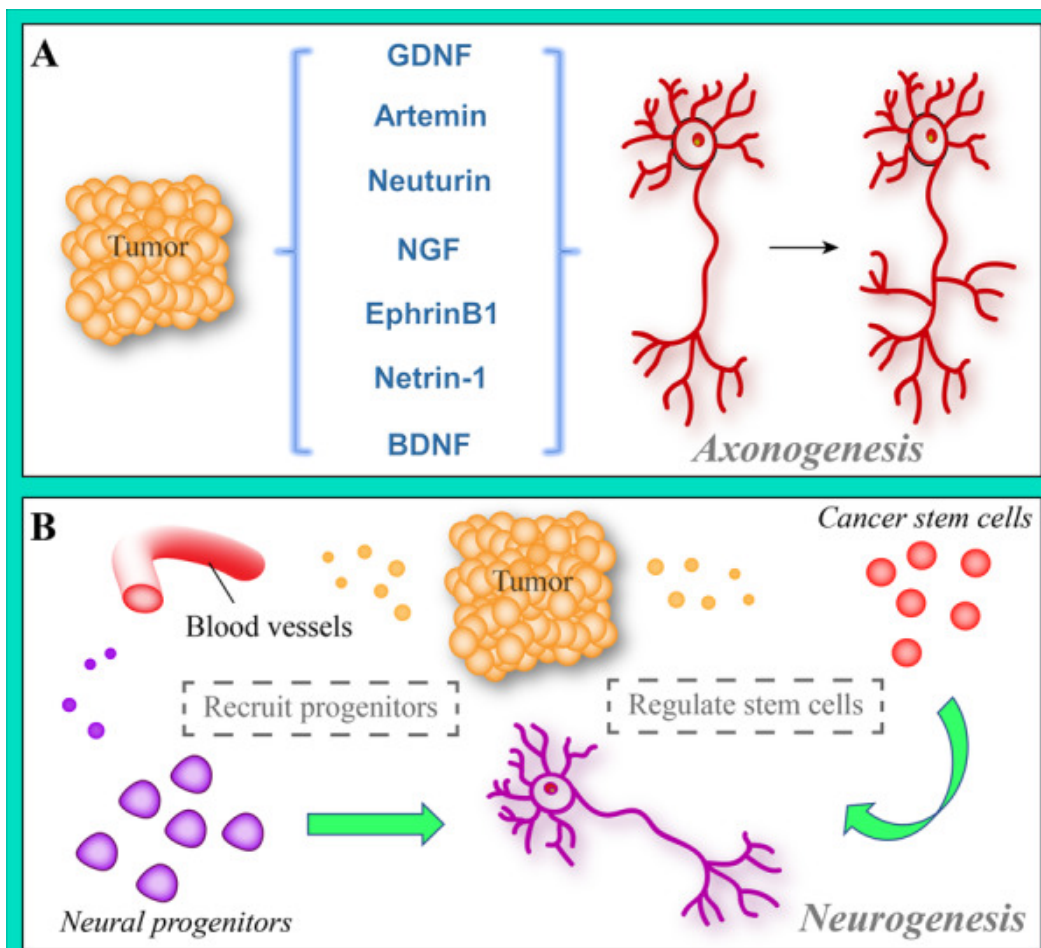 A
GDNF
Artemin
Neuturin
NGF
EphrinB1
Netrin-1
BDNF
Tumor
Axonogenesis
B
Cancer stem cells
Tumor
Blood vessels
Recruit progenitors
Regulate stem cells
Neural progenitors
Neurogenesis